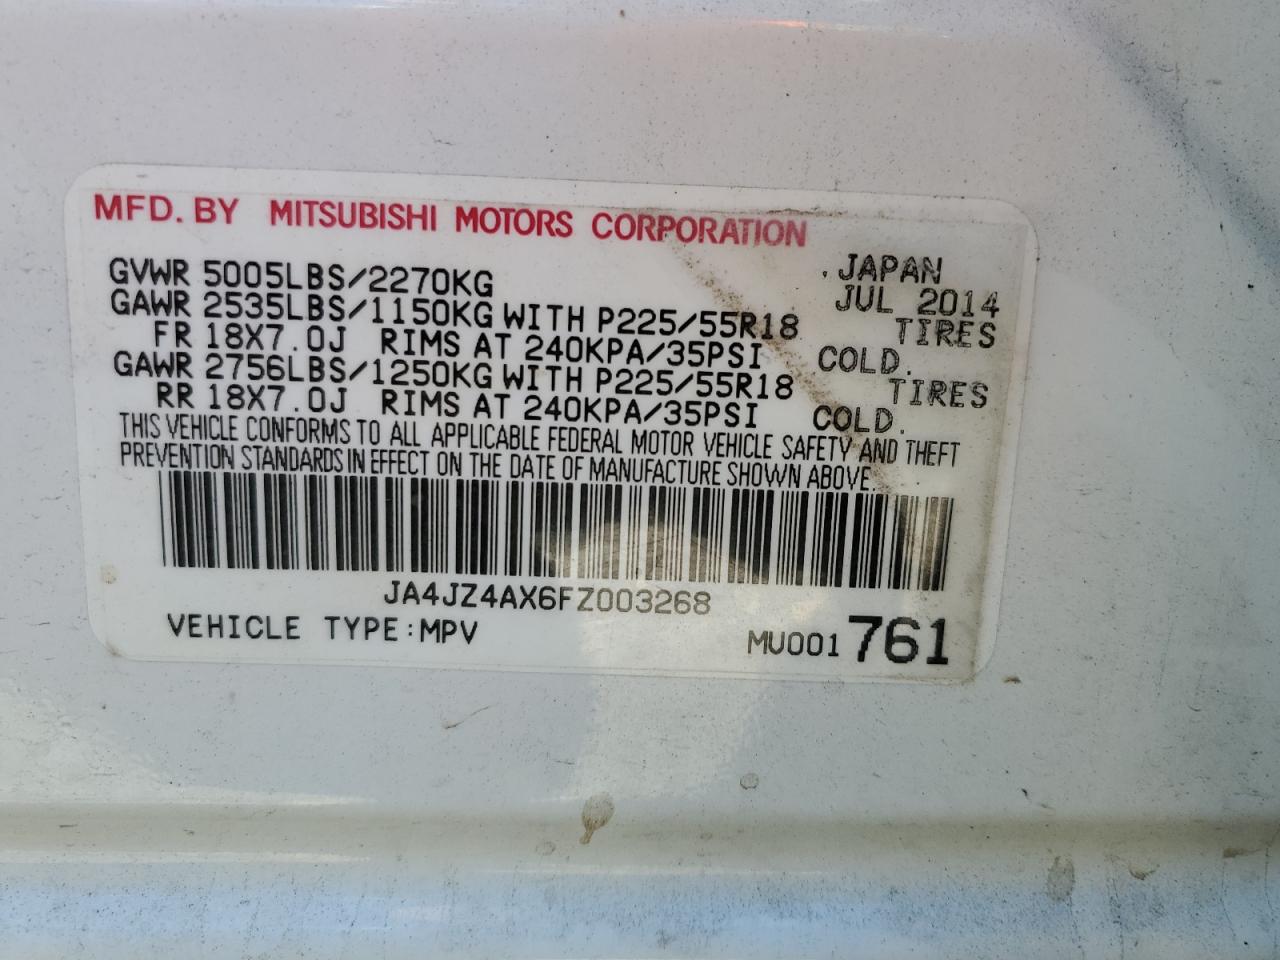 MFD. BY MITSUBISHI MOTORS CORPORATION
GVWR 5005LBS/2270KG JAPAN
JUL 2014
GAWR 2535LBS/1150KG WITH P225/55R18 TIRES
FR 18X7.0J RIMS AT 240KPA/35PSI COLD.
GAWR 2756LBS/1250KG WITH P225/55R18 TIRES
RR 18X7.0J RIMS AT 240KPA/35PSI COLD.
THIS VEHICLE CONFORMS TO ALL APPLICABLE FEDERAL MOTOR VEHICLE SAFETY AND THEFT
PREVENTION STANDARDS IN EFFECT ON THE DATE OF MANUFACTURE SHOWN ABOVE.
JA4JZ4AX6FZ003268
VEHICLE TYPE:MPV MU001 761